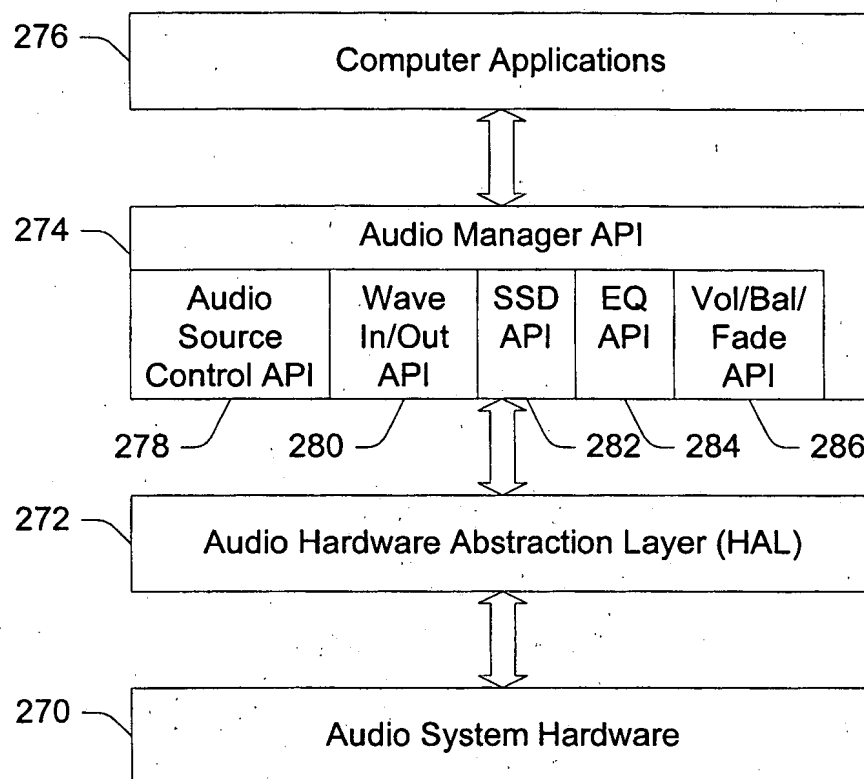 276
Computer Applications
274
Audio Manager API
Audio
Source
Control API
Wave
In/Out
API
SSD
API
EQ
API
Vol/Bal/
Fade
API
278
280
282
284
286
272
Audio Hardware Abstraction Layer (HAL)
270
Audio System Hardware